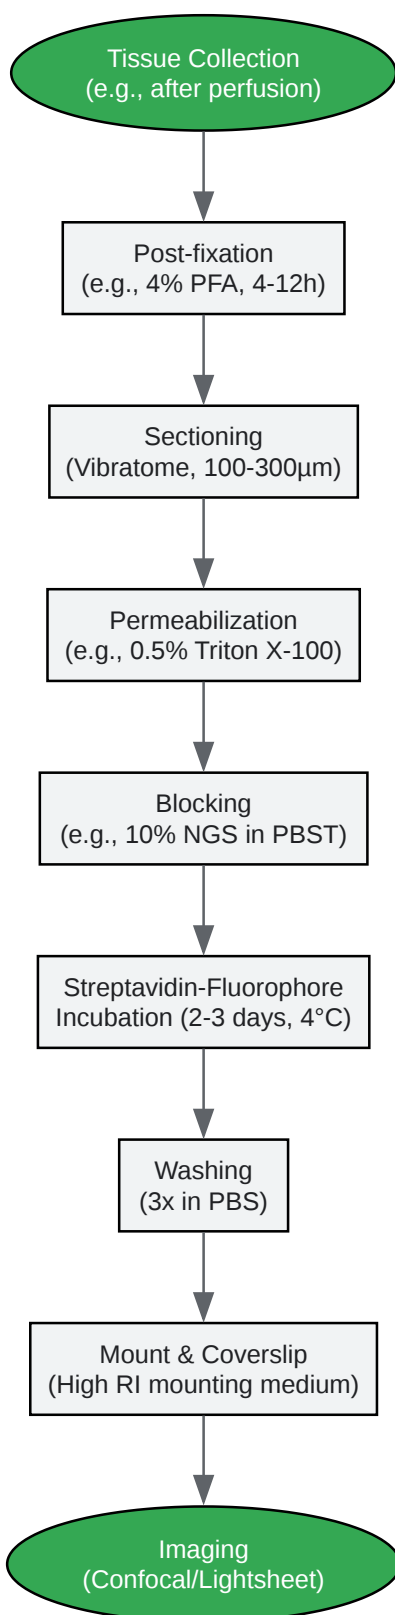 Tissue Collection
(e.g., after perfusion)
Post-fixation
(e.g., 4% PFA, 4-12h)
Sectioning
(Vibratome, 100-300µm)
Permeabilization
(e.g., 0.5% Triton X-100)
Blocking
(e.g., 10% NGS in PBST)
Streptavidin-Fluorophore
Incubation (2-3 days, 4°C)
Washing
(3x in PBS)
Mount & Coverslip
(High RI mounting medium)
Imaging
(Confocal/Lightsheet)